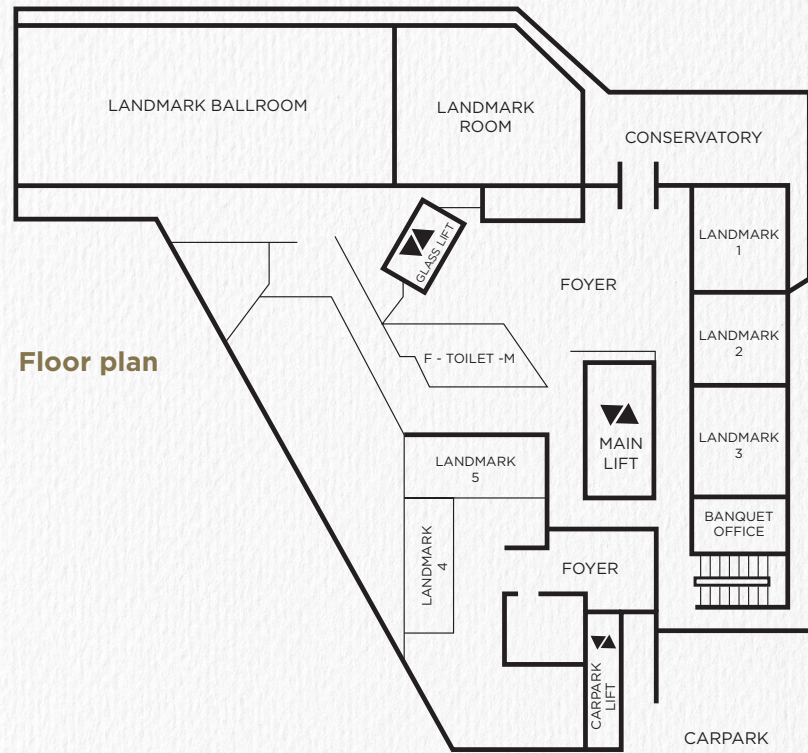 LANDMARK BALLROOM
LANDMARK
ROOM
CONSERVATORY
LANDMARK
1
GLASS LIFT
FOYER
LANDMARK
2
Floor plan
F - TOILET -M
MAIN
LIFT
LANDMARK
3
LANDMARK
5
BANQUET
OFFICE
LANDMARK
4
FOYER
CARPARK
LIFT
CARPARK